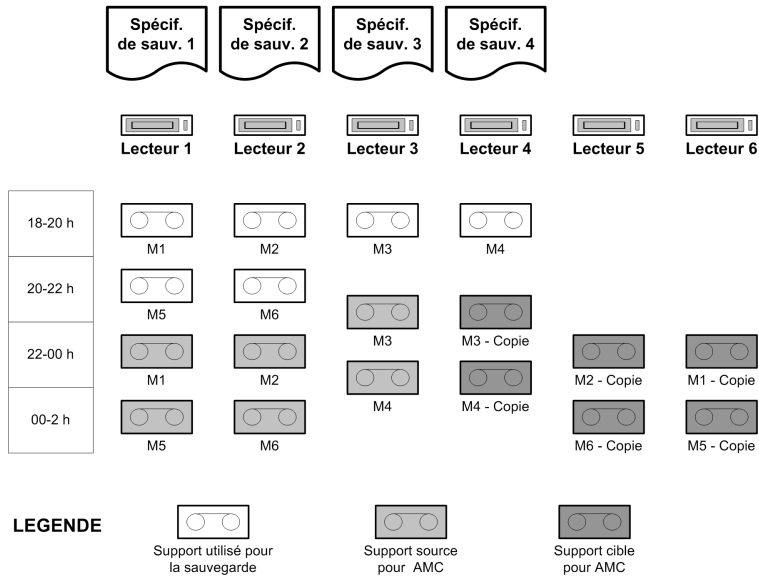 Spécif.
de sauv. 1
Spécif.
de sauv. 2
Spécif.
de sauv. 3
Spécif.
de sauv. 4
Lecteur 1
Lecteur 2
Lecteur 3
Lecteur 4
Lecteur 5
Lecteur 6
18-20 h
M1
M2
M3
M4
20-22 h
M5
M6
M3
M3 - Copie
22-00 h
M1
M2
M2 - Copie
M1 - Copie
M4
M4 - Copie
00-2 h
M5
M6
M6 - Copie
M5 - Copie
LEGENDE
Support utilisé pour
la sauvegarde
Support source
pour AMC
Support cible
pour AMC